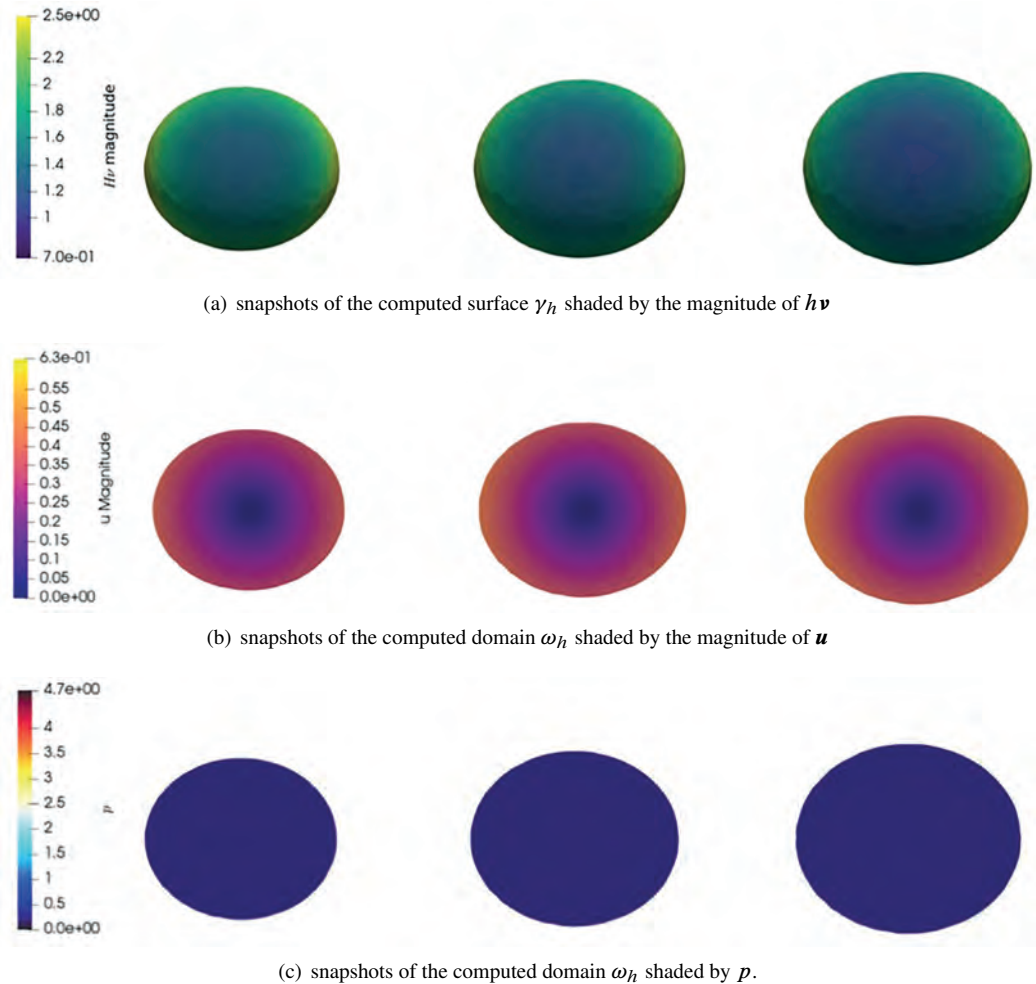 2.5e+00
2.2
2
1.8
1.6
1.4
1.2
1
7.0e-01
Hν magnitude
(a) snapshots of the computed surface γh shaded by the magnitude of hν
6.3e-01
0.55
0.5
0.45
0.4
0.35
0.3
0.25
0.2
0.15
0.1
0.05
0.0e+00
u Magnitude
(b) snapshots of the computed domain ωh shaded by the magnitude of u
4.7e+00
4
3.5
3
2.5
2
1.5
1
0.5
0.0e+00
p
(c) snapshots of the computed domain ωh shaded by p.